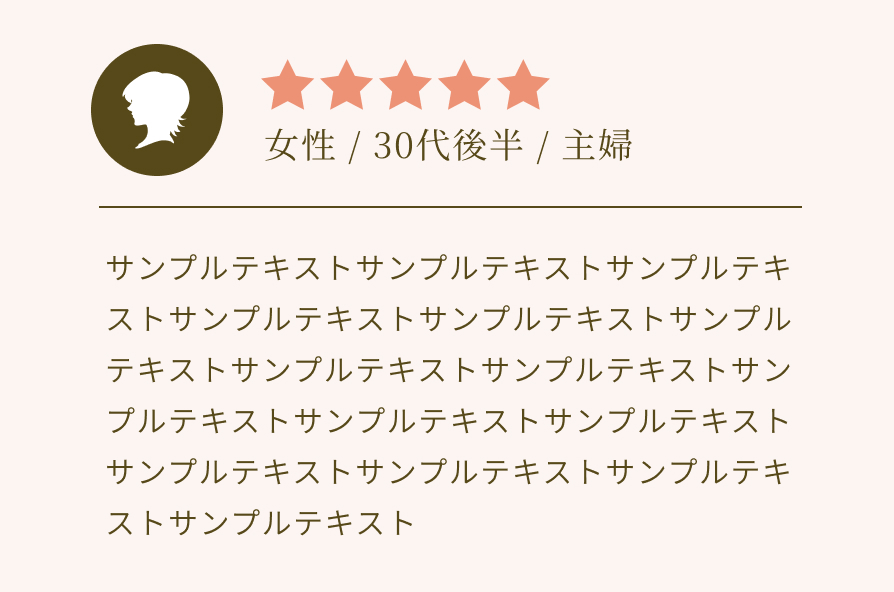 女性 / 30代後半 / 主婦
サンプルテキストサンプルテキストサンプルテキ
ストサンプルテキストサンプルテキストサンプル
テキストサンプルテキストサンプルテキストサン
プルテキストサンプルテキストサンプルテキスト
サンプルテキストサンプルテキストサンプルテキ
ストサンプルテキスト